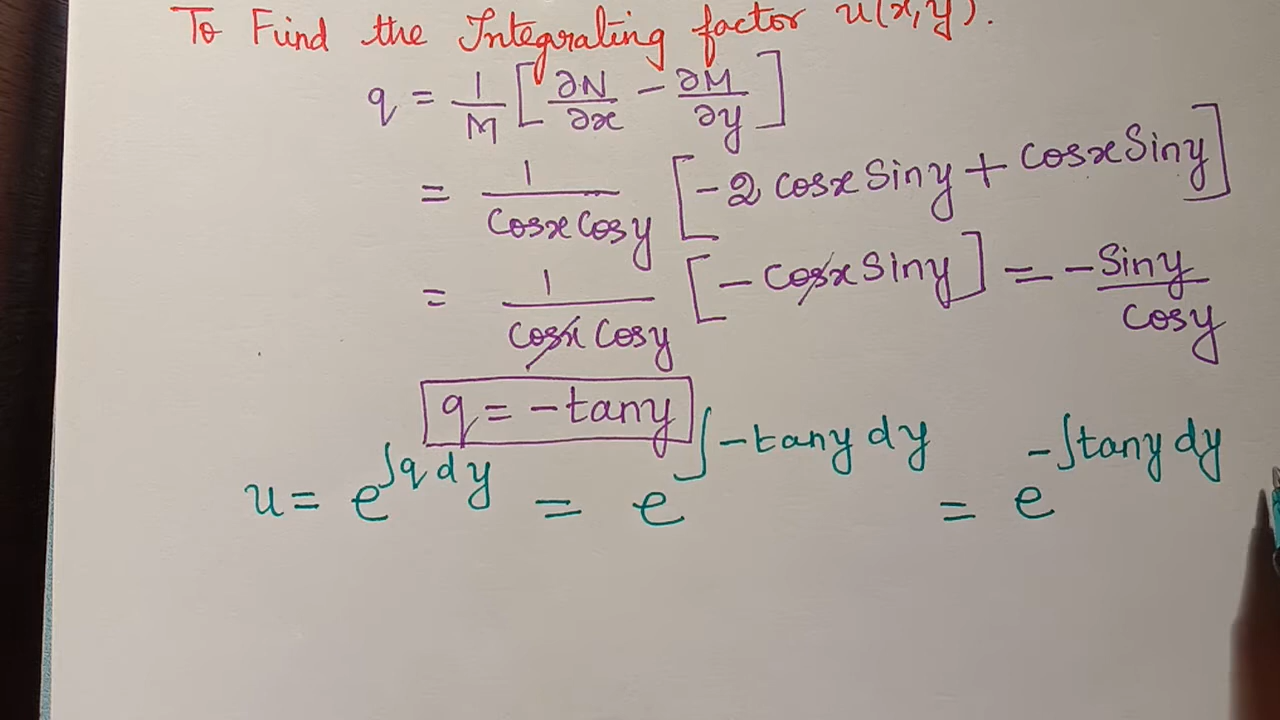 To Find the Integrating factor u(x,y).
q = 1/M [∂N/∂x - ∂M/∂y]
= 1/(Cosx Cosy) [-2 Cosx Siny + Cosx Siny]
= 1/(Cosx Cosy) [- Cosx Siny] = - Siny/Cosy
q = -tany
u = e^∫q dy = e^∫-tany dy = e^-∫tany dy